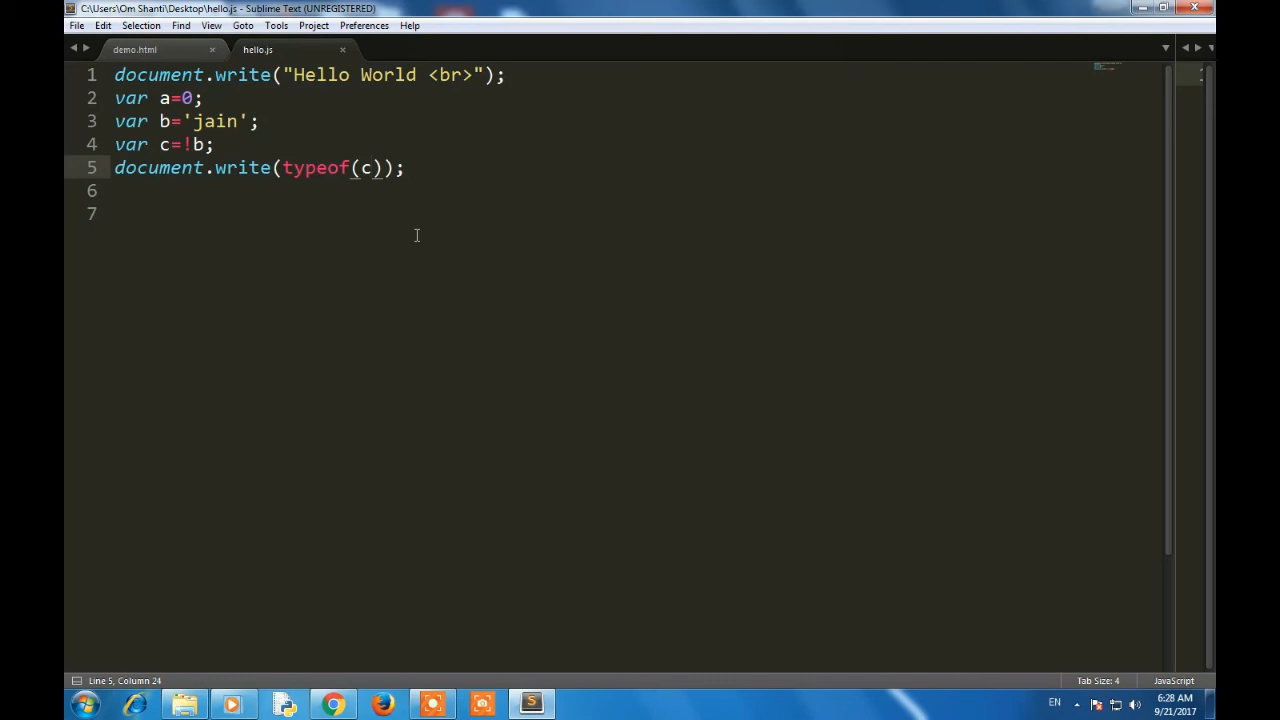 C:\Users\Om Shanti\Desktop\hello.js - Sublime Text (UNREGISTERED)
File Edit Selection Find View Goto Tools Project Preferences Help
demo.html × hello.js ×
1 document.write("Hello World <br>");
2 var a=0;
3 var b='jain';
4 var c=!b;
5 document.write(typeof(c));
6
7
1
Line 5, Column 24 Tab Size: 4 JavaScript
EN 6:28 AM
9/21/2017